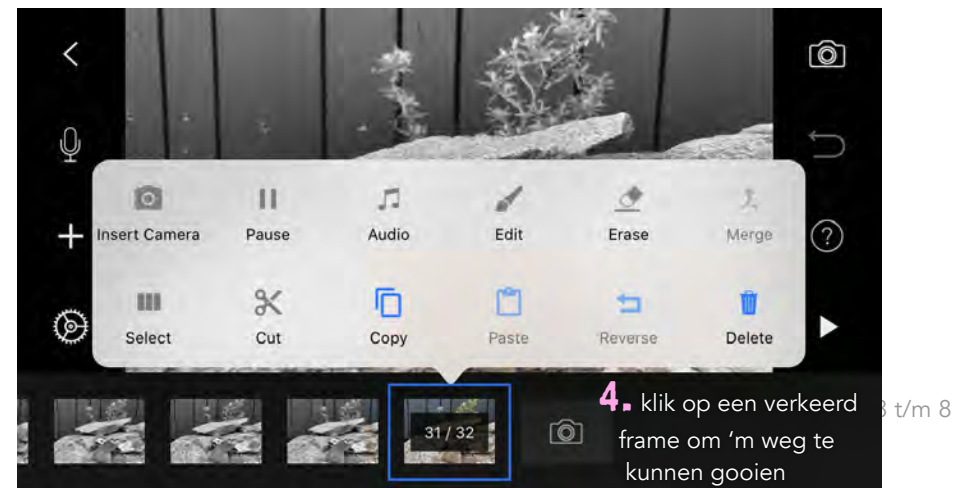 Insert Camera Pause Audio Edit Erase Merge
Select Cut Copy Paste Reverse Delete
31 / 32
4. klik op een verkeerd
frame om ’m weg te
kunnen gooien
t/m 8